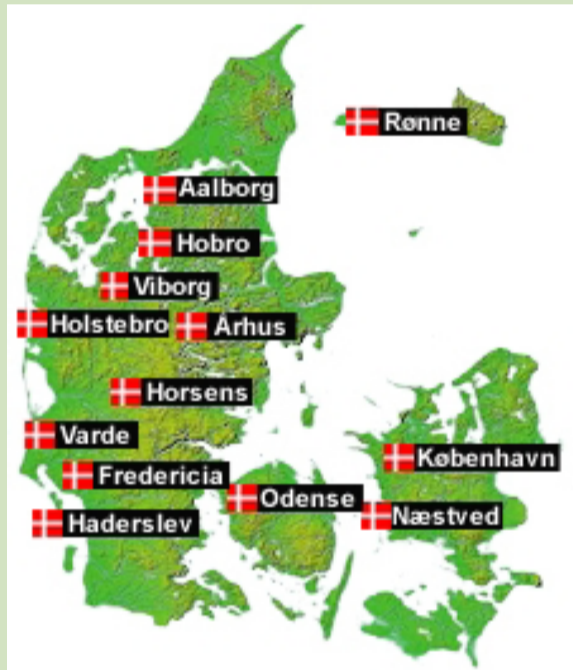 Rønne
Aalborg
Hobro
Viborg
Holstebro
Århus
Horsens
Varde
København
Fredericia
Odense
Næstved
Haderslev